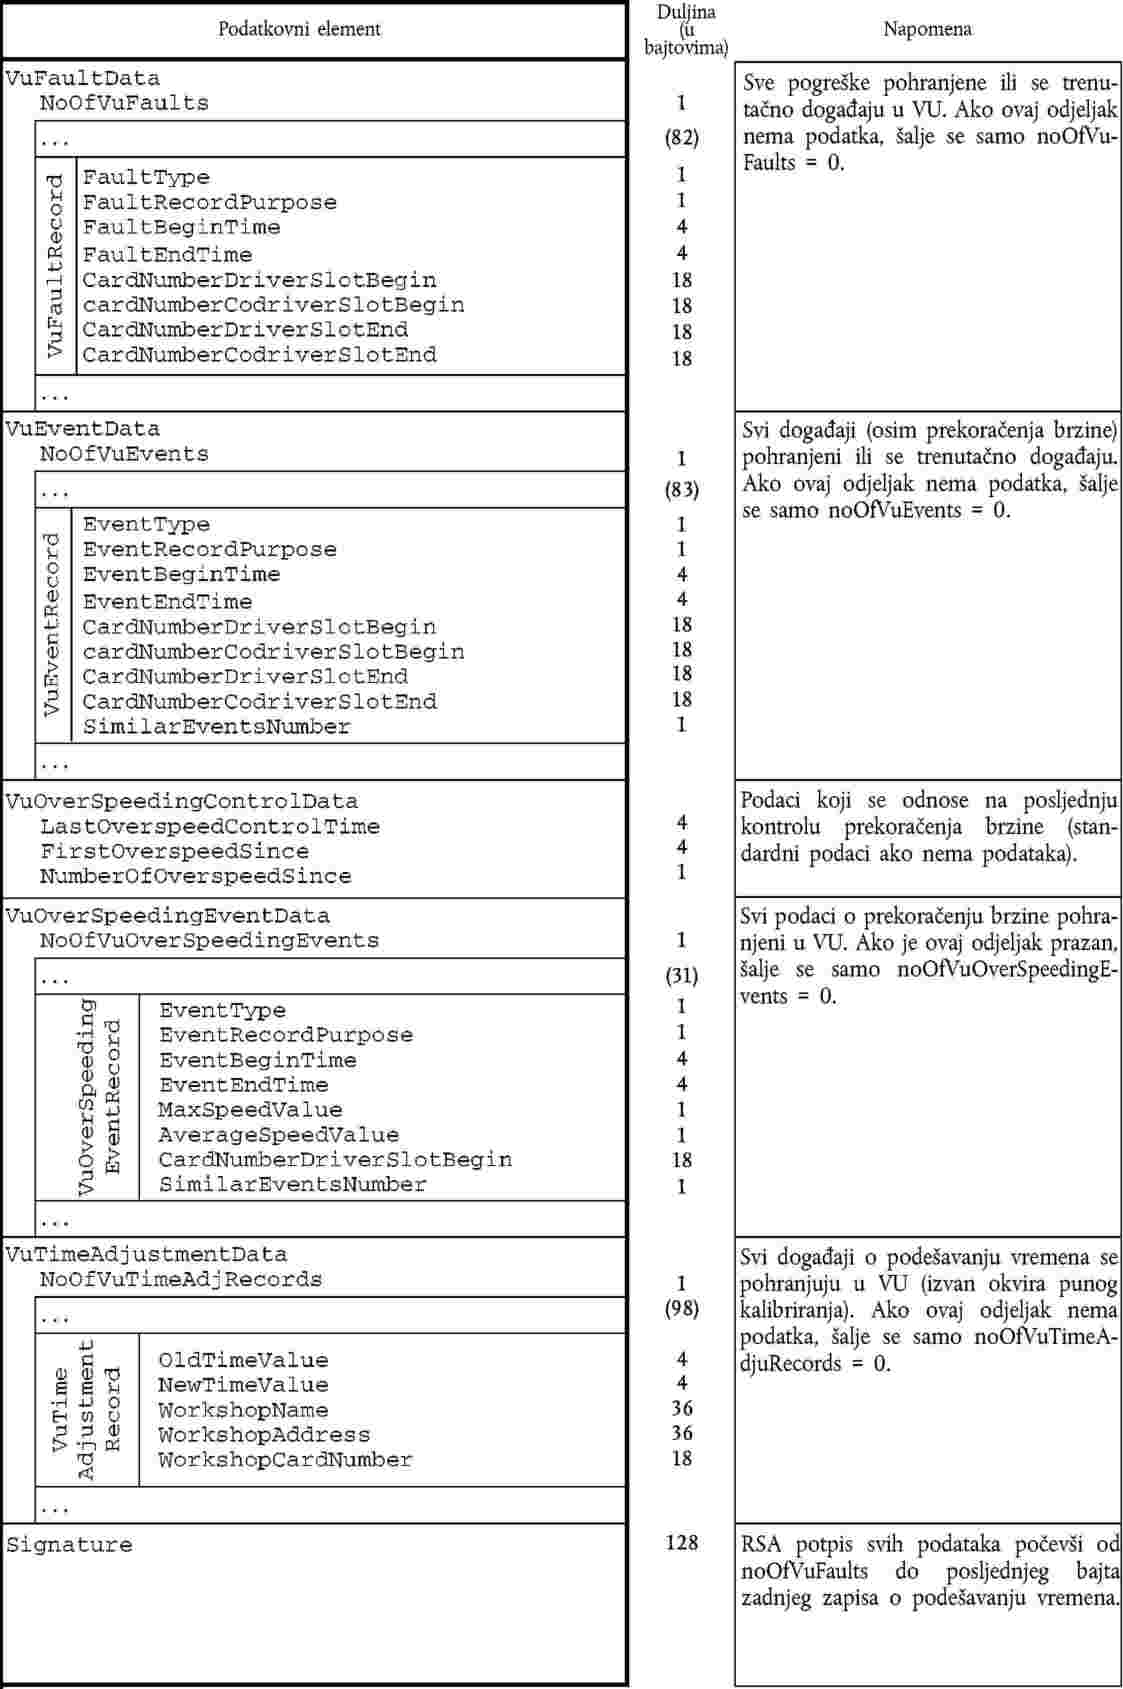 Podatkovni element
Duljina
(u
bajtovima)
Napomena
VuFaultData
NoOfVuFaults 1
... (82)
VuFaultRecord
FaultType 1
FaultRecordPurpose 1
FaultBeginTime 4
FaultEndTime 4
CardNumberDriverSlotBegin 18
cardNumberCodriverSlotBegin 18
CardNumberDriverSlotEnd 18
CardNumberCodriverSlotEnd 18
...
Sve pogreške pohranjene ili se trenu-
tačno događaju u VU. Ako ovaj odjeljak
nema podatka, šalje se samo noOfVu-
Faults = 0.
VuEventData
NoOfVuEvents 1
... (83)
VuEventRecord
EventType 1
EventRecordPurpose 1
EventBeginTime 4
EventEndTime 4
CardNumberDriverSlotBegin 18
cardNumberCodriverSlotBegin 18
CardNumberDriverSlotEnd 18
CardNumberCodriverSlotEnd 18
SimilarEventsNumber 1
...
Svi događaji (osim prekoračenja brzine)
pohranjeni ili se trenutačno događaju.
Ako ovaj odjeljak nema podatka, šalje
se samo noOfVuEvents = 0.
VuOverSpeedingControlData
LastOverspeedControlTime 4
FirstOverspeedSince 4
NumberOfOverspeedSince 1
Podaci koji se odnose na posljednju
kontrolu prekoračenja brzine (stan-
dardni podaci ako nema podataka).
VuOverSpeedingEventData
NoOfVuOverSpeedingEvents 1
... (31)
VuOverSpeeding
EventRecord
EventType 1
EventRecordPurpose 1
EventBeginTime 4
EventEndTime 4
MaxSpeedValue 1
AverageSpeedValue 1
CardNumberDriverSlotBegin 18
SimilarEventsNumber 1
...
Svi podaci o prekoračenju brzine pohra-
njeni u VU. Ako je ovaj odjeljak prazan,
šalje se samo noOfVuOverSpeedingE-
vents = 0.
VuTimeAdjustmentData
NoOfVuTimeAdjRecords 1
... (98)
VuTime
Adjustment
Record
OldTimeValue 4
NewTimeValue 4
WorkshopName 36
WorkshopAddress 36
WorkshopCardNumber 18
...
Svi događaji o podešavanju vremena se
pohranjuju u VU (izvan okvira punog
kalibriranja). Ako ovaj odjeljak nema
podatka, šalje se samo noOfVuTimeA-
djuRecords = 0.
Signature 128
RSA potpis svih podataka počevši od
noOfVuFaults do posljednjeg bajta
zadnjeg zapisa o podešavanju vremena.